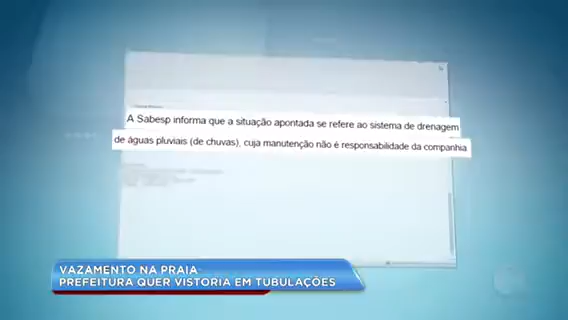 A Sabesp informa que a situação apontada se refere ao sistema de drenagem
de águas pluviais (de chuvas), cuja manutenção não é responsabilidade da companhia
VAZAMENTO NA PRAIA
PREFEITURA QUER VISTORIA EM TUBULAÇÕES